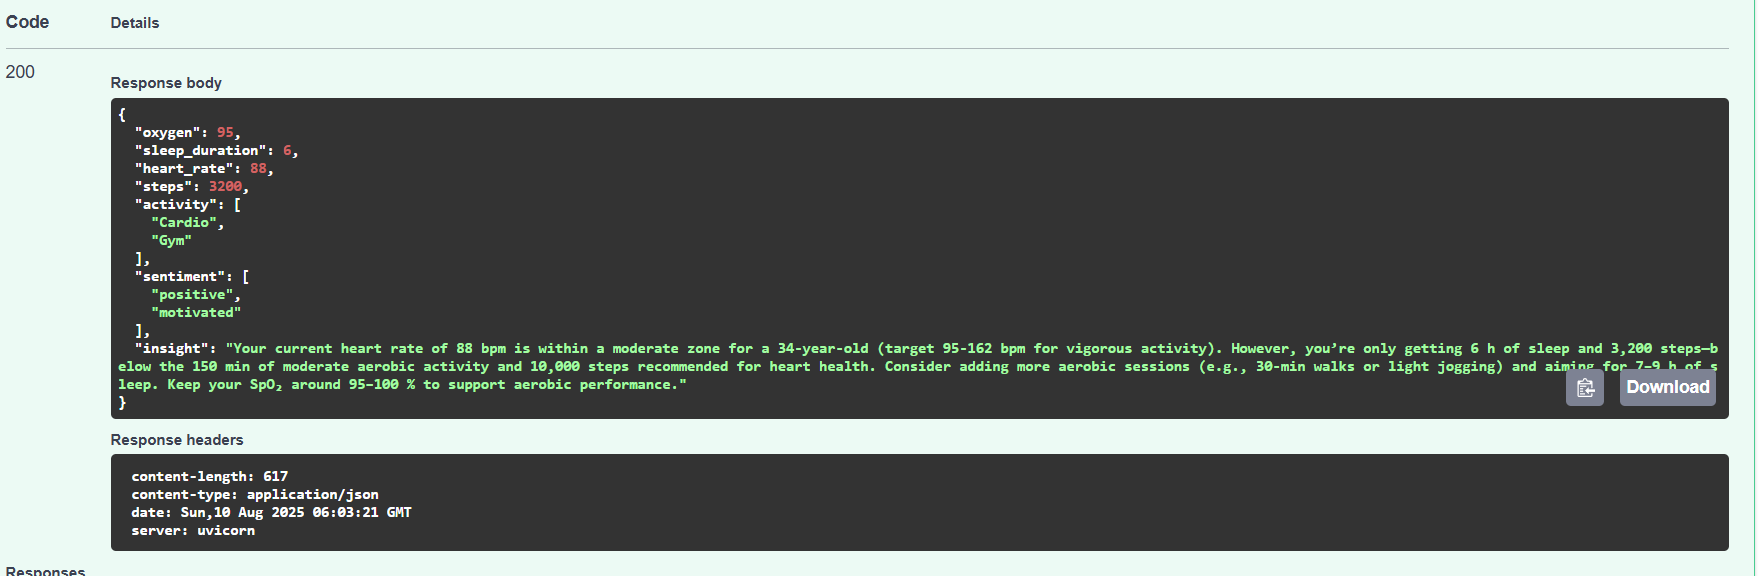 Code Details
200
Response body
{
  "oxygen": 95,
  "sleep_duration": 6,
  "heart_rate": 88,
  "steps": 3200,
  "activity": [
    "Cardio",
    "Gym"
  ],
  "sentiment": [
    "positive",
    "motivated"
  ],
  "insight": "Your current heart rate of 88 bpm is within a moderate zone for a 34-year-old (target 95-162 bpm for vigorous activity). However, you’re only getting 6 h of sleep and 3,200 steps—b
elow the 150 min of moderate aerobic activity and 10,000 steps recommended for heart health. Consider adding more aerobic sessions (e.g., 30-min walks or light jogging) and aiming for 7–9 h of s
leep. Keep your SpO₂ around 95–100 % to support aerobic performance."
}
Download
Response headers
content-length: 617
content-type: application/json
date: Sun,10 Aug 2025 06:03:21 GMT
server: uvicorn
Responses